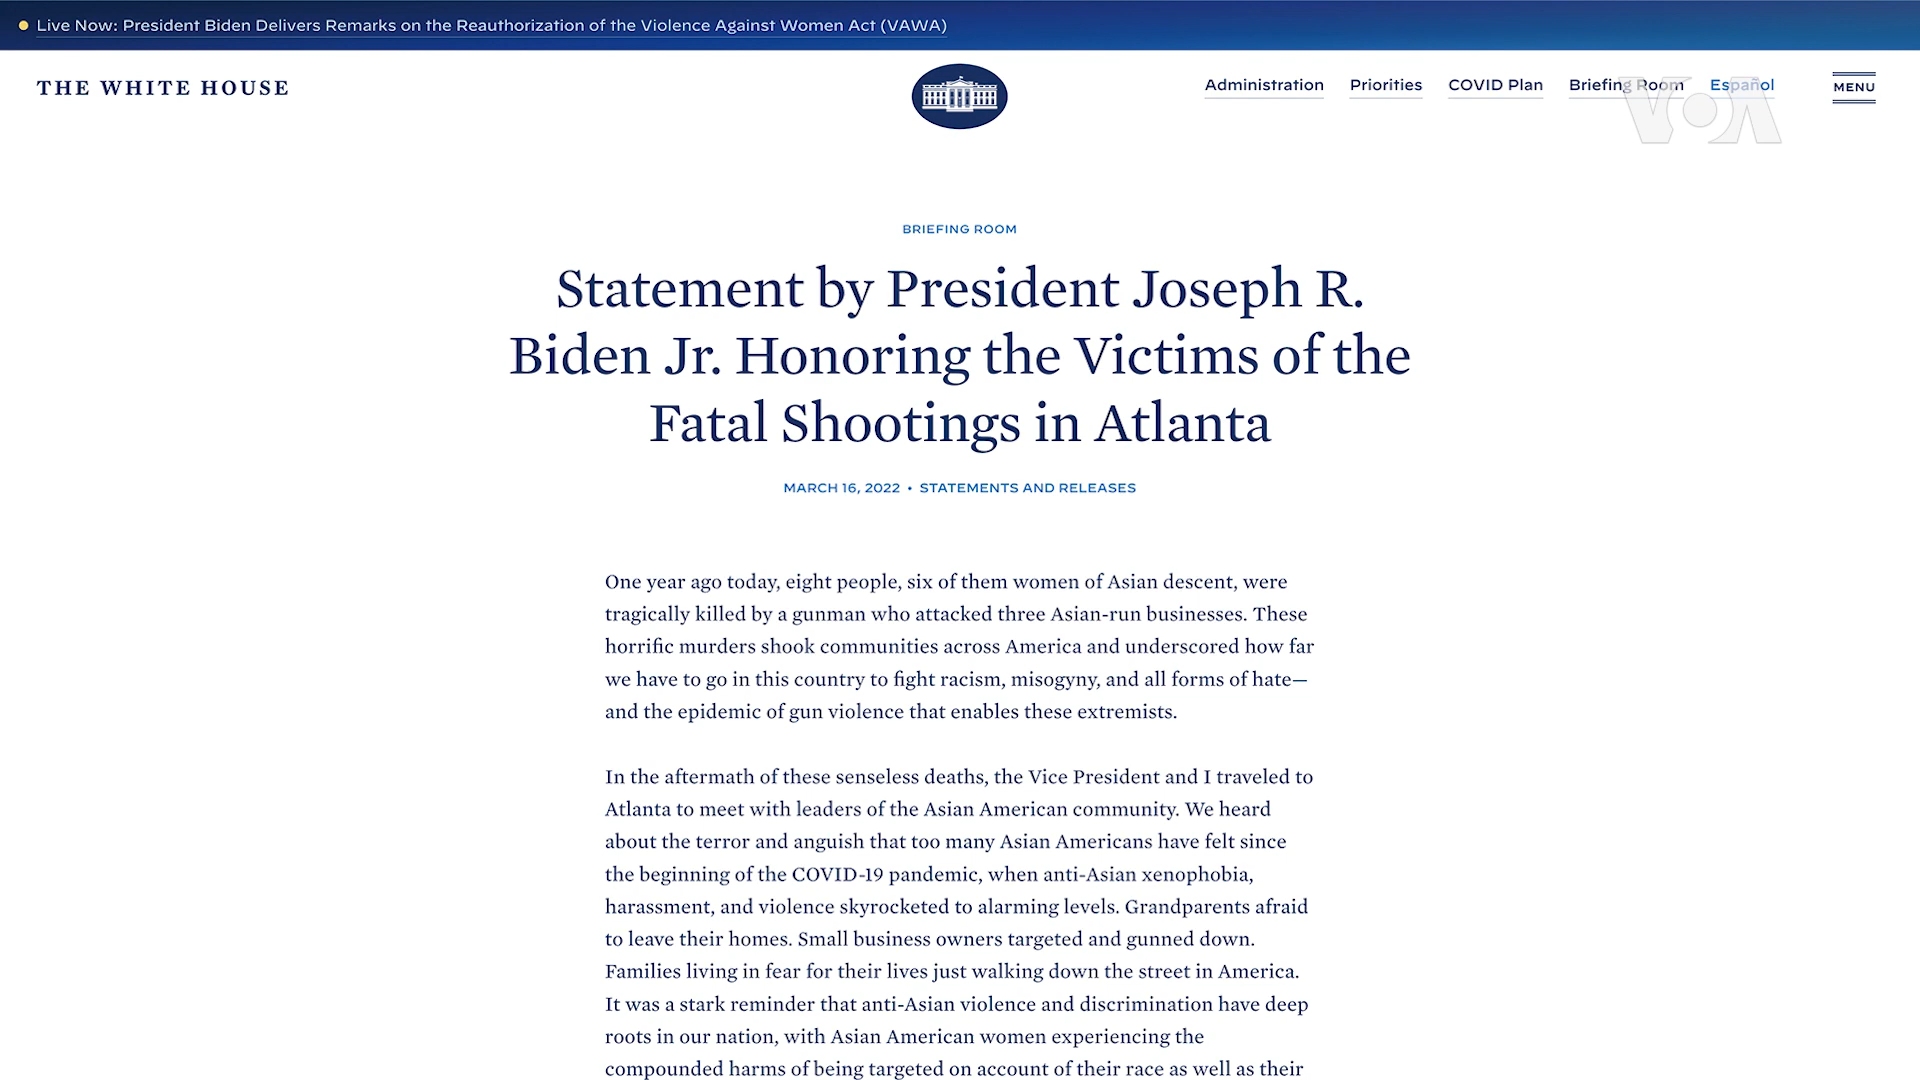 Live Now: President Biden Delivers Remarks on the Reauthorization of the Violence Against Women Act (VAWA)
THE WHITE HOUSE
Administration Priorities COVID Plan Briefing Room Español MENU
VOA
BRIEFING ROOM
Statement by President Joseph R.
Biden Jr. Honoring the Victims of the
Fatal Shootings in Atlanta
MARCH 16, 2022 • STATEMENTS AND RELEASES
One year ago today, eight people, six of them women of Asian descent, were
tragically killed by a gunman who attacked three Asian-run businesses. These
horrific murders shook communities across America and underscored how far
we have to go in this country to fight racism, misogyny, and all forms of hate—
and the epidemic of gun violence that enables these extremists.
In the aftermath of these senseless deaths, the Vice President and I traveled to
Atlanta to meet with leaders of the Asian American community. We heard
about the terror and anguish that too many Asian Americans have felt since
the beginning of the COVID-19 pandemic, when anti-Asian xenophobia,
harassment, and violence skyrocketed to alarming levels. Grandparents afraid
to leave their homes. Small business owners targeted and gunned down.
Families living in fear for their lives just walking down the street in America.
It was a stark reminder that anti-Asian violence and discrimination have deep
roots in our nation, with Asian American women experiencing the
compounded harms of being targeted on account of their race as well as their